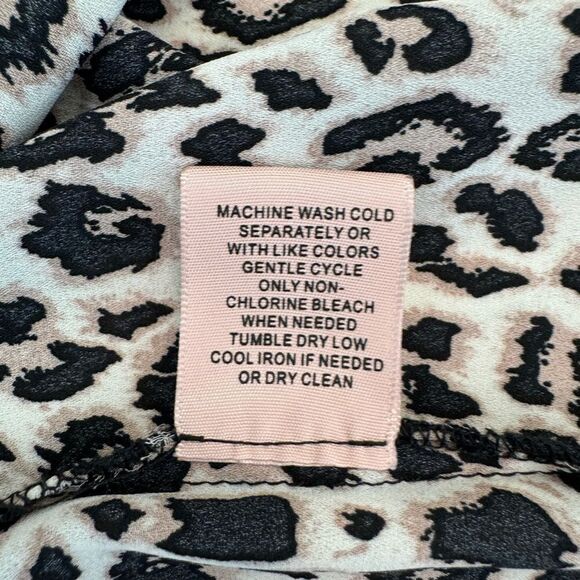 MACHINE WASH COLD
SEPARATELY OR
WITH LIKE COLORS
GENTLE CYCLE
ONLY NON-
CHLORINE BLEACH
WHEN NEEDED
TUMBLE DRY LOW
COOL IRON IF NEEDED
OR DRY CLEAN